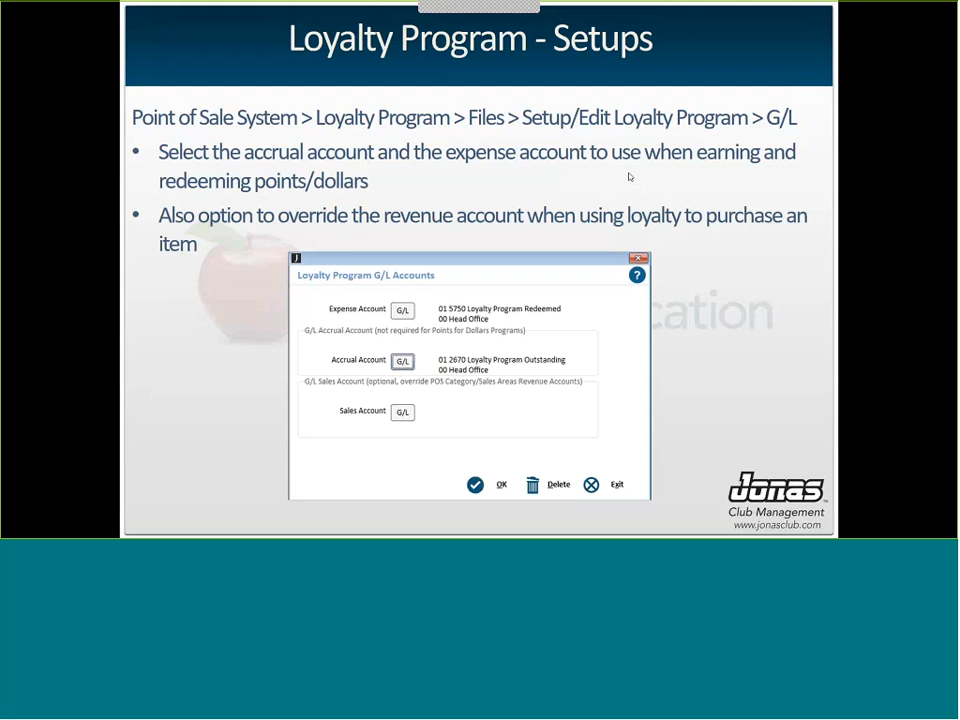 Loyalty Program - Setups
Point of Sale System > Loyalty Program > Files > Setup/Edit Loyalty Program > G/L
• Select the accrual account and the expense account to use when earning and
redeeming points/dollars
• Also option to override the revenue account when using loyalty to purchase an
item
J
Loyalty Program G/L Accounts
?
Expense Account G/L 01 5750 Loyalty Program Redeemed
00 Head Office
G/L Accrual Account (not required for Points for Dollars Programs)
Accrual Account G/L 01 2670 Loyalty Program Outstanding
00 Head Office
G/L Sales Account (optional, override POS Category/Sales Areas Revenue Accounts)
Sales Account G/L
OK Delete Exit
Jonas
Club Management
www.jonasclub.com